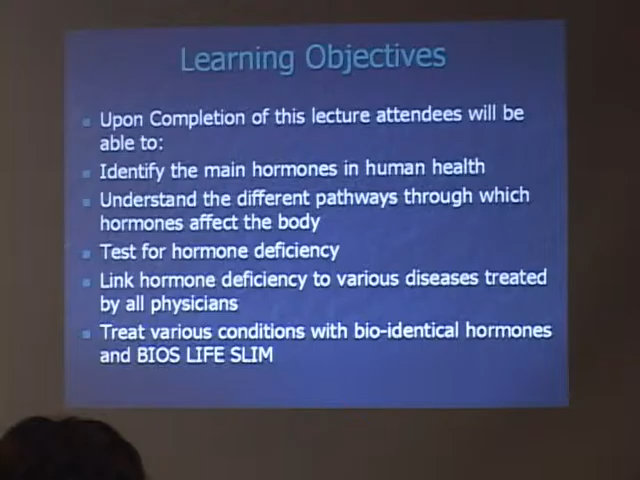 Learning Objectives
Upon Completion of this lecture attendees will be
able to:
Identify the main hormones in human health
Understand the different pathways through which
hormones affect the body
Test for hormone deficiency
Link hormone deficiency to various diseases treated
by all physicians
Treat various conditions with bio-identical hormones
and BIOS LIFE SLIM